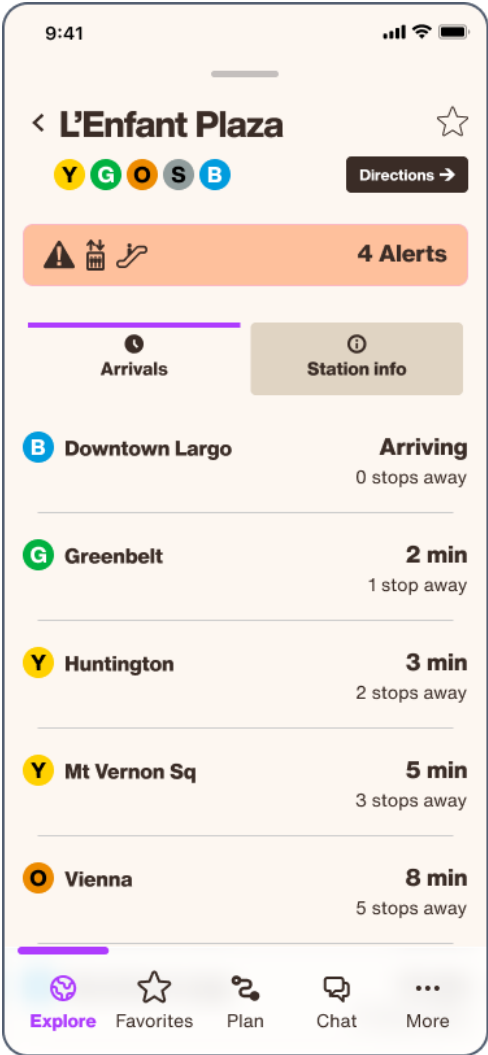 9:41
L’Enfant Plaza
Y G O S B
Directions →
4 Alerts
Arrivals
Station info
B Downtown Largo Arriving
0 stops away
G Greenbelt 2 min
1 stop away
Y Huntington 3 min
2 stops away
Y Mt Vernon Sq 5 min
3 stops away
O Vienna 8 min
5 stops away
Explore Favorites Plan Chat More